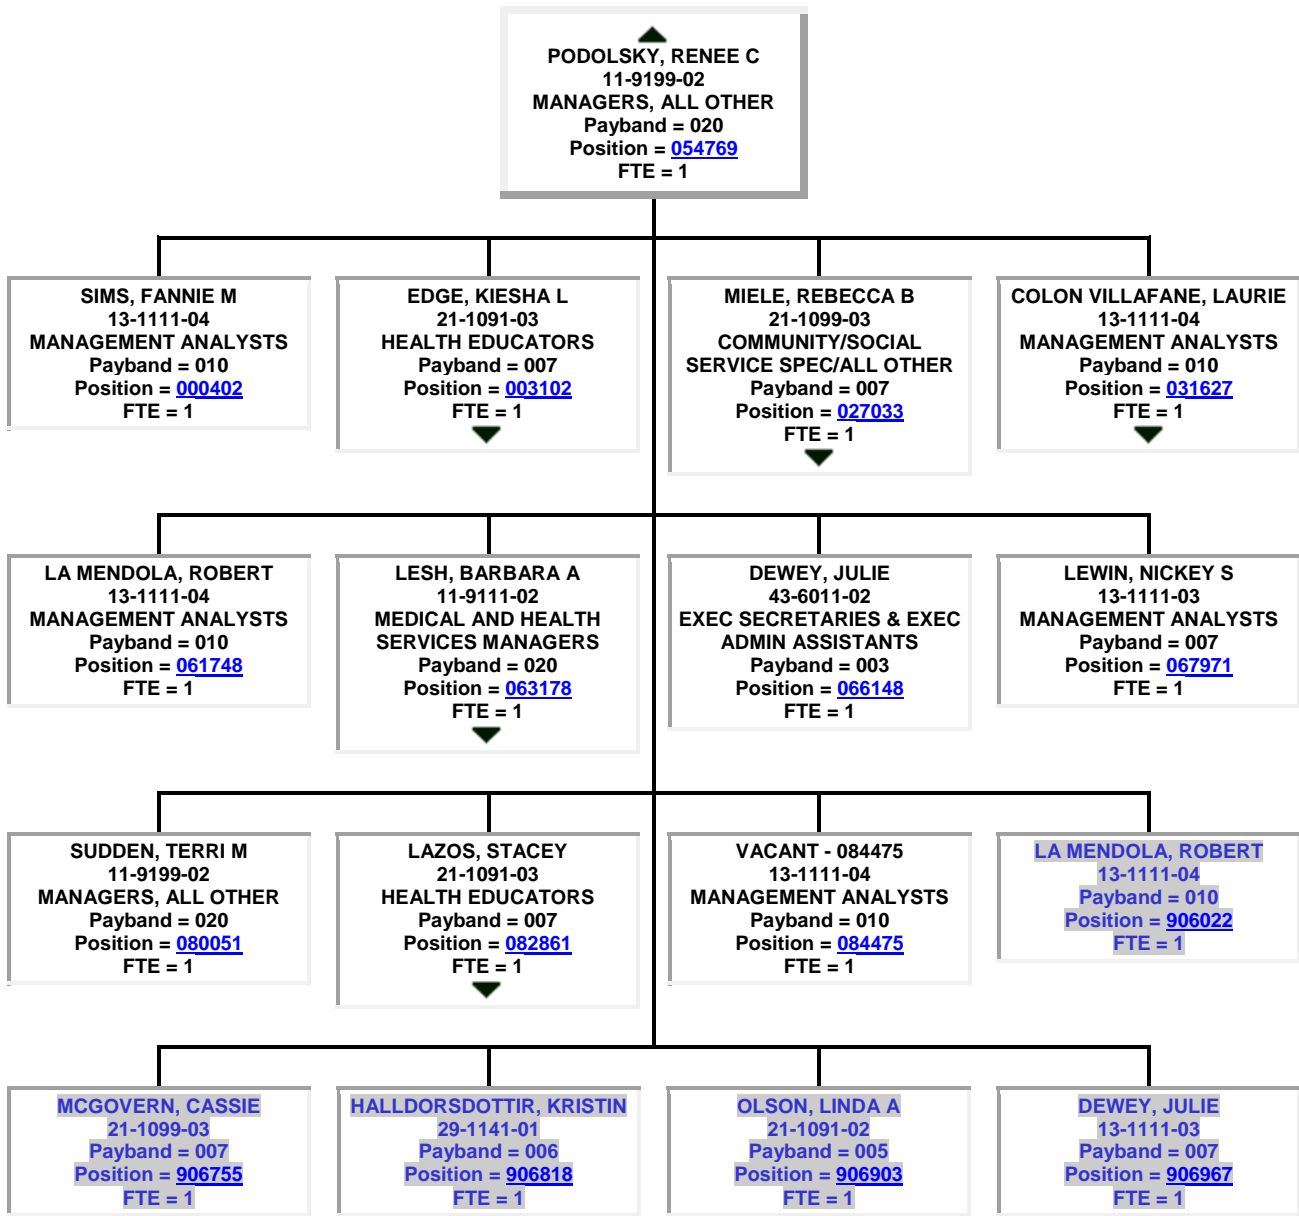 PODOLSKY, RENEE C
11-9199-02
MANAGERS, ALL OTHER
Payband = 020
Position = 054769
FTE = 1
SIMS, FANNIE M
13-1111-04
MANAGEMENT ANALYSTS
Payband = 010
Position = 000402
FTE = 1
EDGE, KIESHA L
21-1091-03
HEALTH EDUCATORS
Payband = 007
Position = 003102
FTE = 1
MIELE, REBECCA B
21-1099-03
COMMUNITY/SOCIAL
SERVICE SPEC/ALL OTHER
Payband = 007
Position = 027033
FTE = 1
COLON VILLAFANE, LAURIE
13-1111-04
MANAGEMENT ANALYSTS
Payband = 010
Position = 031627
FTE = 1
LA MENDOLA, ROBERT
13-1111-04
MANAGEMENT ANALYSTS
Payband = 010
Position = 061748
FTE = 1
LESH, BARBARA A
11-9111-02
MEDICAL AND HEALTH
SERVICES MANAGERS
Payband = 020
Position = 063178
FTE = 1
DEWEY, JULIE
43-6011-02
EXEC SECRETARIES & EXEC
ADMIN ASSISTANTS
Payband = 003
Position = 066148
FTE = 1
LEWIN, NICKEY S
13-1111-03
MANAGEMENT ANALYSTS
Payband = 007
Position = 067971
FTE = 1
SUDDEN, TERRI M
11-9199-02
MANAGERS, ALL OTHER
Payband = 020
Position = 080051
FTE = 1
LAZOS, STACEY
21-1091-03
HEALTH EDUCATORS
Payband = 007
Position = 082861
FTE = 1
VACANT - 084475
13-1111-04
MANAGEMENT ANALYSTS
Payband = 010
Position = 084475
FTE = 1
LA MENDOLA, ROBERT
13-1111-04
Payband = 010
Position = 906022
FTE = 1
MCGOVERN, CASSIE
21-1099-03
Payband = 007
Position = 906755
FTE = 1
HALLDORSDOTTIR, KRISTIN
29-1141-01
Payband = 006
Position = 906818
FTE = 1
OLSON, LINDA A
21-1091-02
Payband = 005
Position = 906903
FTE = 1
DEWEY, JULIE
13-1111-03
Payband = 007
Position = 906967
FTE = 1